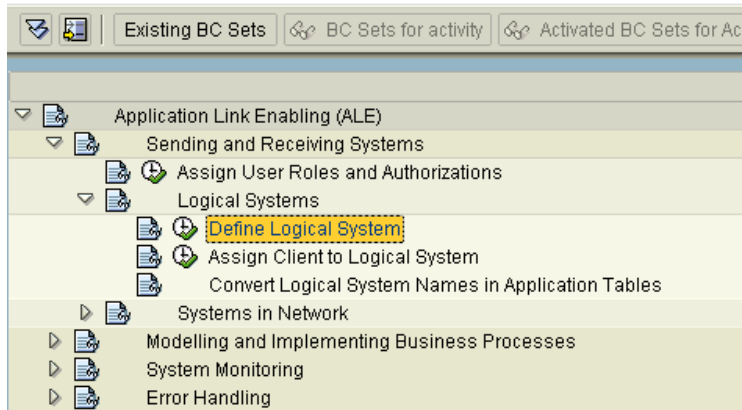 Existing BC Sets BC Sets for activity Activated BC Sets for Ac
Application Link Enabling (ALE)
Sending and Receiving Systems
Assign User Roles and Authorizations
Logical Systems
Define Logical System
Assign Client to Logical System
Convert Logical System Names in Application Tables
Systems in Network
Modelling and Implementing Business Processes
System Monitoring
Error Handling